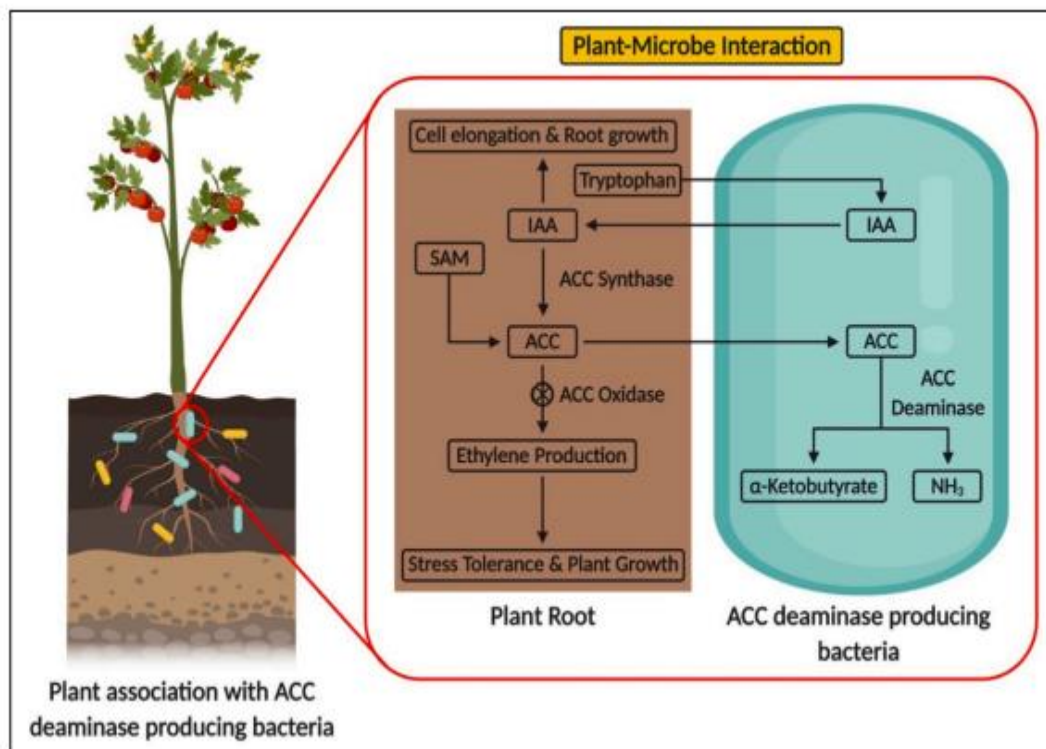 Plant-Microbe Interaction
Cell elongation & Root growth
Tryptophan
IAA
IAA
SAM
ACC Synthase
ACC
ACC
ACC Oxidase
ACC
Deaminase
Ethylene Production
α-Ketobutyrate
NH₃
Stress Tolerance & Plant Growth
Plant Root
ACC deaminase producing
bacteria
Plant association with ACC
deaminase producing bacteria